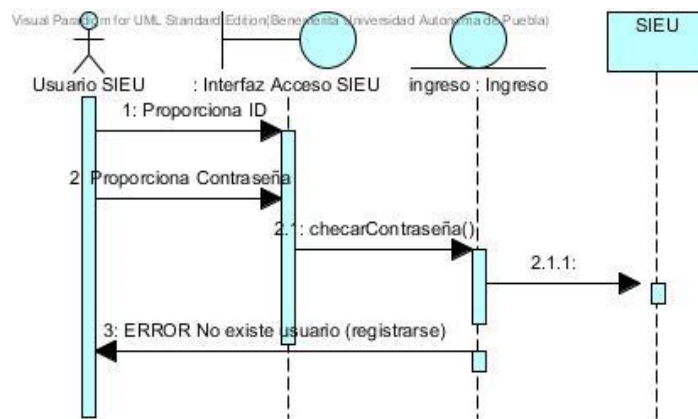 Visual Paradigm for UML Standard Edition(Benemerita Universidad Autonoma de Puebla)
SIEU
Usuario SIEU
: Interfaz Acceso SIEU
ingreso : Ingreso
1: Proporciona ID
2: Proporciona Contraseña
2.1: checarContraseña()
2.1.1:
3: ERROR No existe usuario (registrarse)